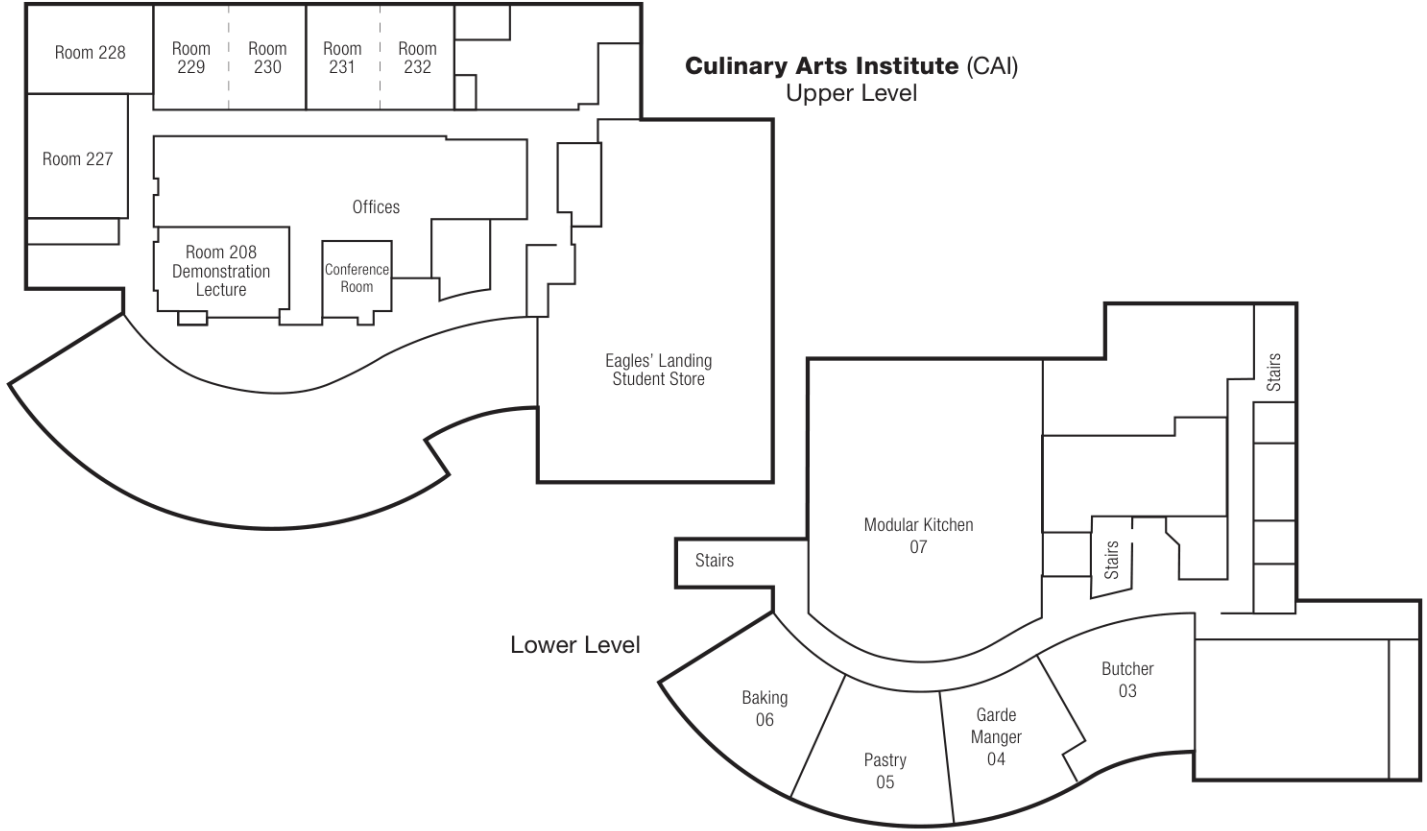 Culinary Arts Institute (CAI)
Upper Level
Room 228
Room
229
Room
230
Room
231
Room
232
Room 227
Offices
Room 208
Demonstration
Lecture
Conference
Room
Eagles’ Landing
Student Store
Lower Level
Stairs
Modular Kitchen
07
Stairs
Stairs
Baking
06
Pastry
05
Garde
Manger
04
Butcher
03